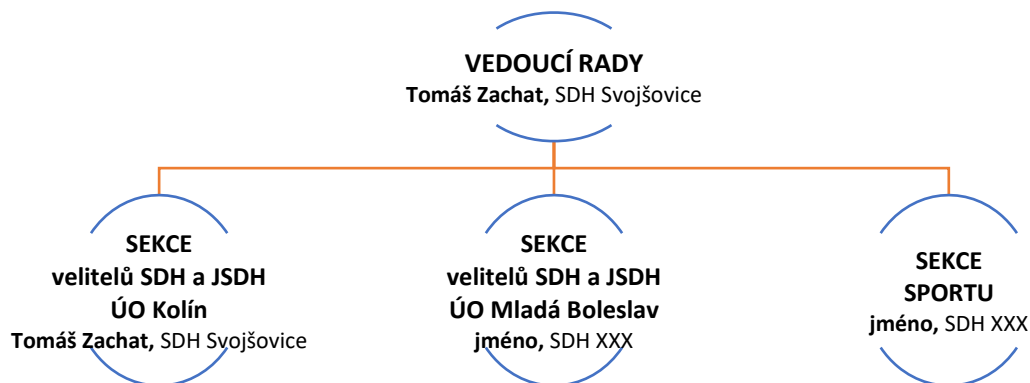 VEDOUCÍ RADY
Tomáš Zachat, SDH Svojšovice
SEKCE
velitelů SDH a JSDH
ÚO Kolín
Tomáš Zachat, SDH Svojšovice
SEKCE
velitelů SDH a JSDH
ÚO Mladá Boleslav
jméno, SDH XXX
SEKCE
SPORTU
jméno, SDH XXX